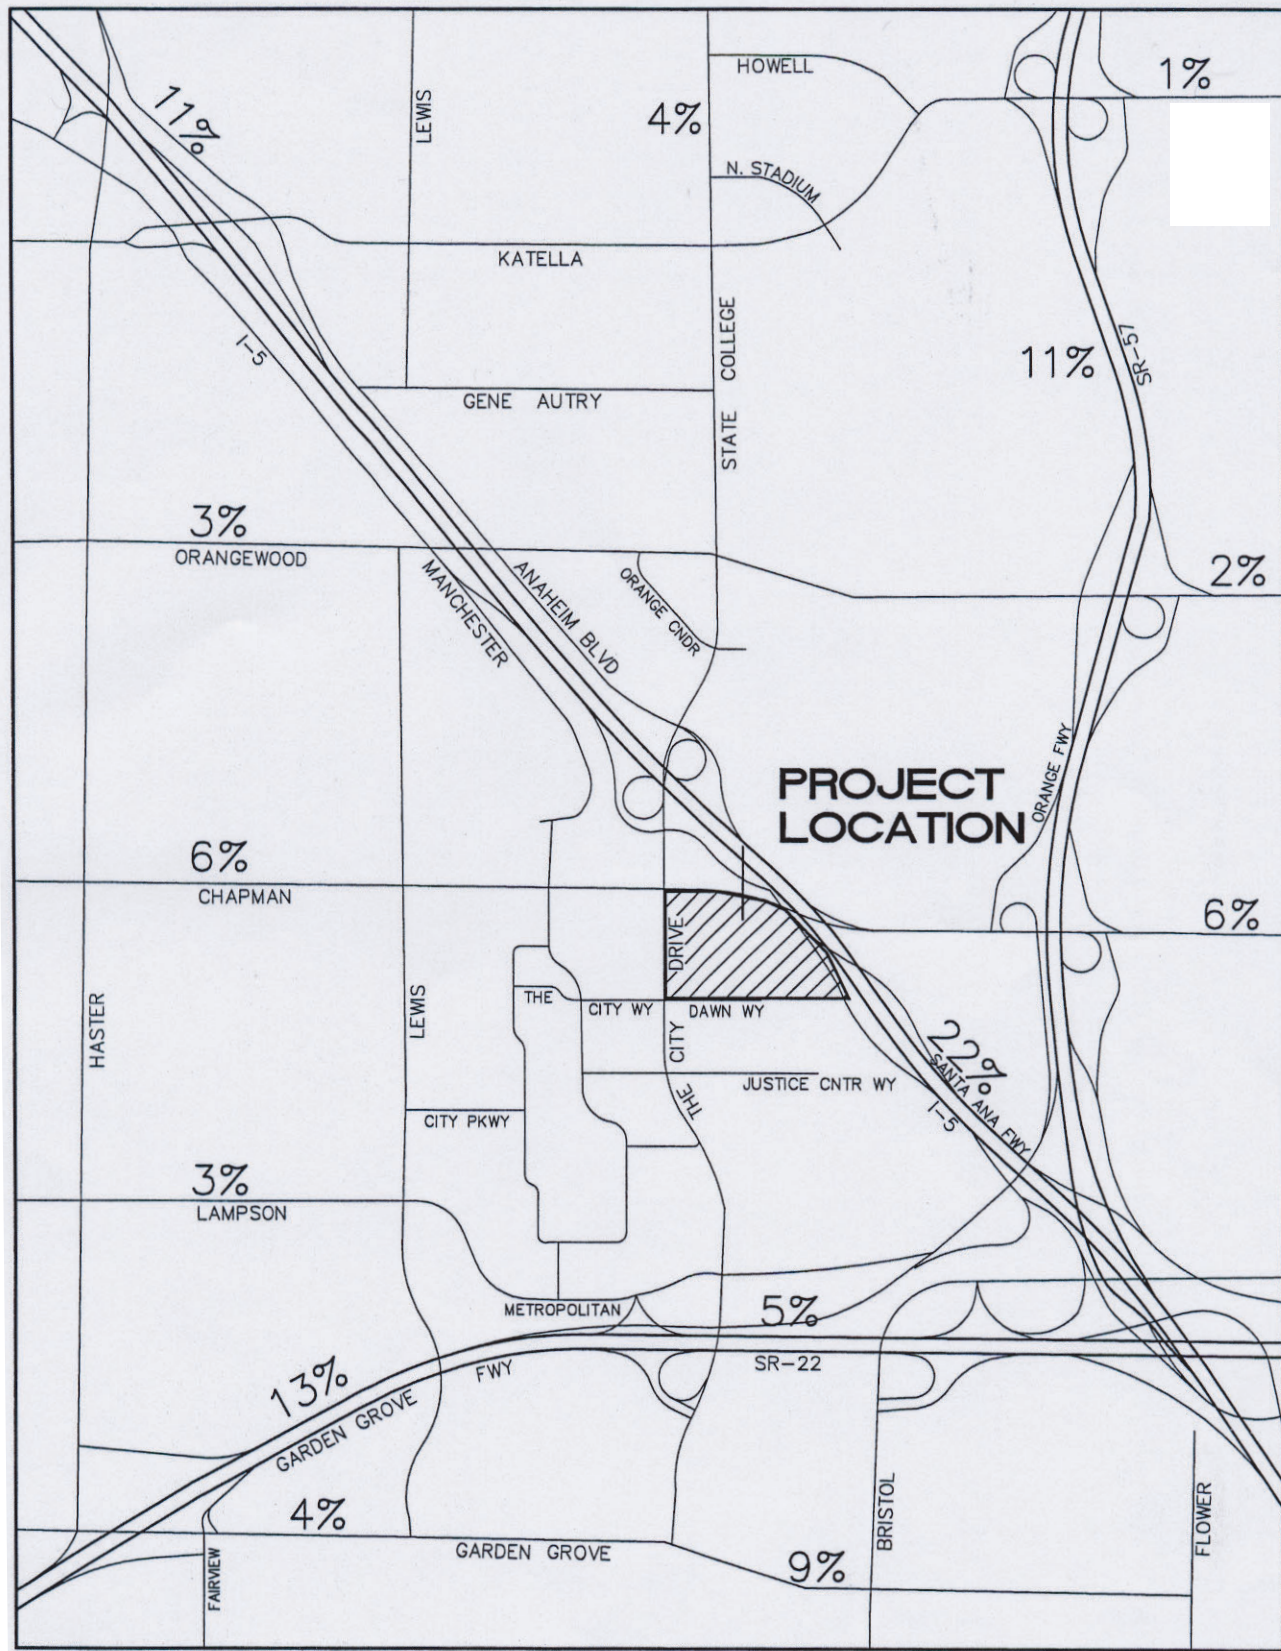 HOWELL
1%
11%
LEWIS
4%
N. STADIUM
KATELLA
I-5
STATE COLLEGE
11%
SR-57
GENE AUTRY
3%
ORANGEWOOD
MANCHESTER
ANAHEIM BLVD
ORANGE CNDR
2%
ORANGE FWY
PROJECT
LOCATION
6%
CHAPMAN
6%
HASTER
LEWIS
THE
CITY WY
DAWN WY
THE CITY DRIVE
22%
SANTA ANA FWY
I-5
JUSTICE CNTR WY
CITY PKWY
3%
LAMPSON
METROPOLITAN
5%
SR-22
13%
GARDEN GROVE FWY
4%
GARDEN GROVE
9%
FAIRVIEW
BRISTOL
FLOWER